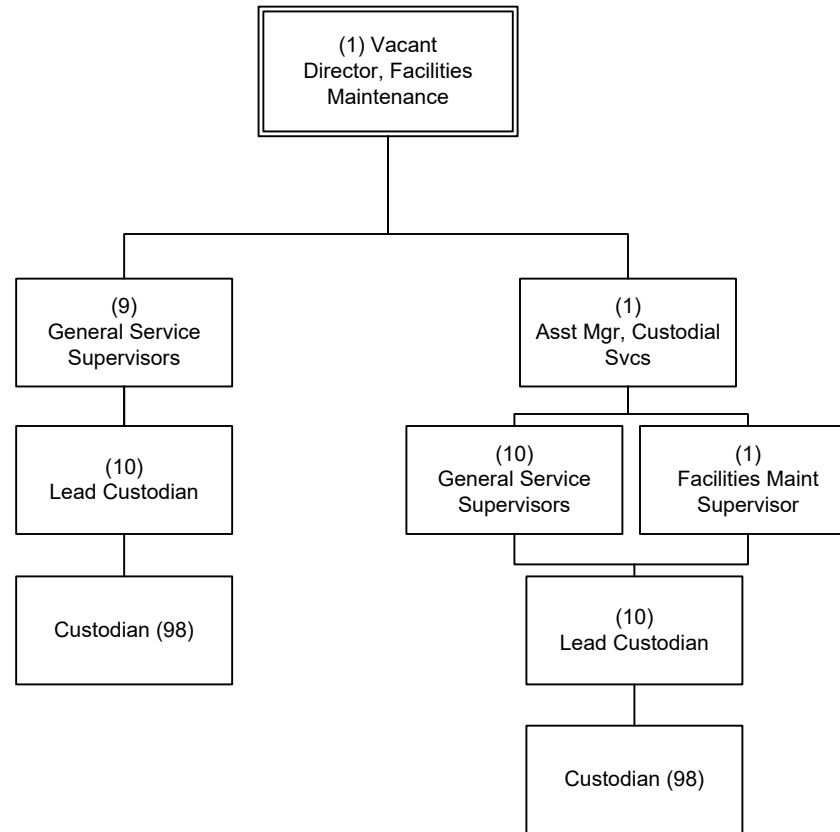 (1) Vacant
Director, Facilities
Maintenance
(9)
General Service
Supervisors
(1)
Asst Mgr, Custodial
Svcs
(10)
Lead Custodian
(10)
General Service
Supervisors
(1)
Facilities Maint
Supervisor
Custodian (98)
(10)
Lead Custodian
Custodian (98)